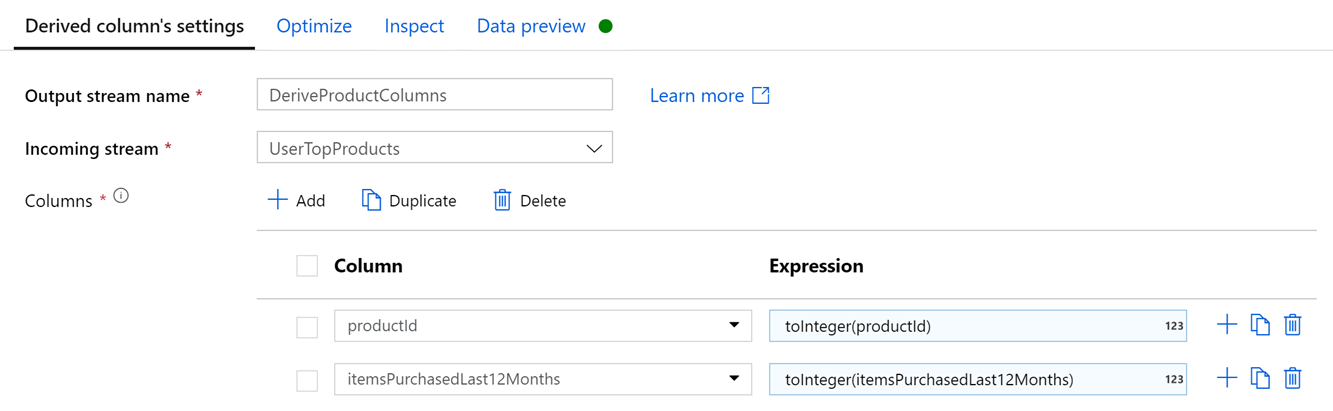 Derived column's settings Optimize Inspect Data preview
Output stream name * DeriveProductColumns Learn more
Incoming stream * UserTopProducts
Columns * Add Duplicate Delete
Column Expression
productId toInteger(productId) 123
itemsPurchasedLast12Months toInteger(itemsPurchasedLast12Months) 123